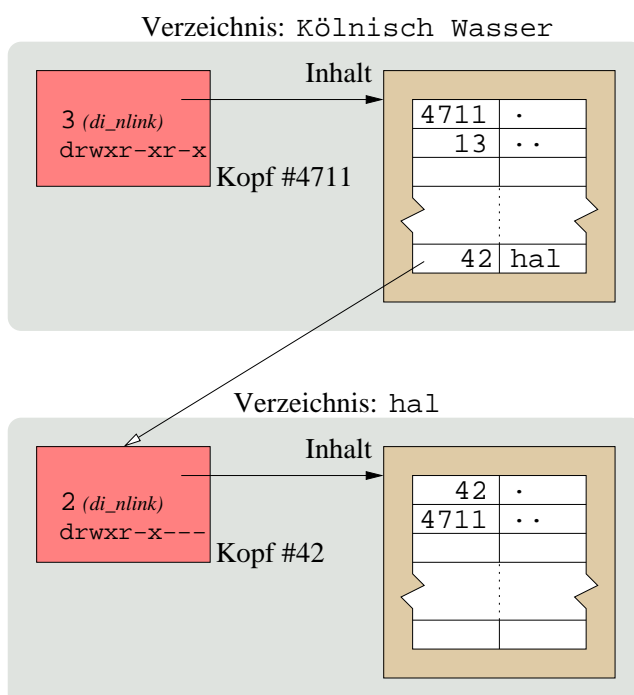 Verzeichnis: Kölnisch Wasser
Inhalt
3 (di_nlink)
drwxr-xr-x
Kopf #4711
4711 .
13 ..
42 hal
Verzeichnis: hal
Inhalt
2 (di_nlink)
drwxr-x---
Kopf #42
42 .
4711 ..